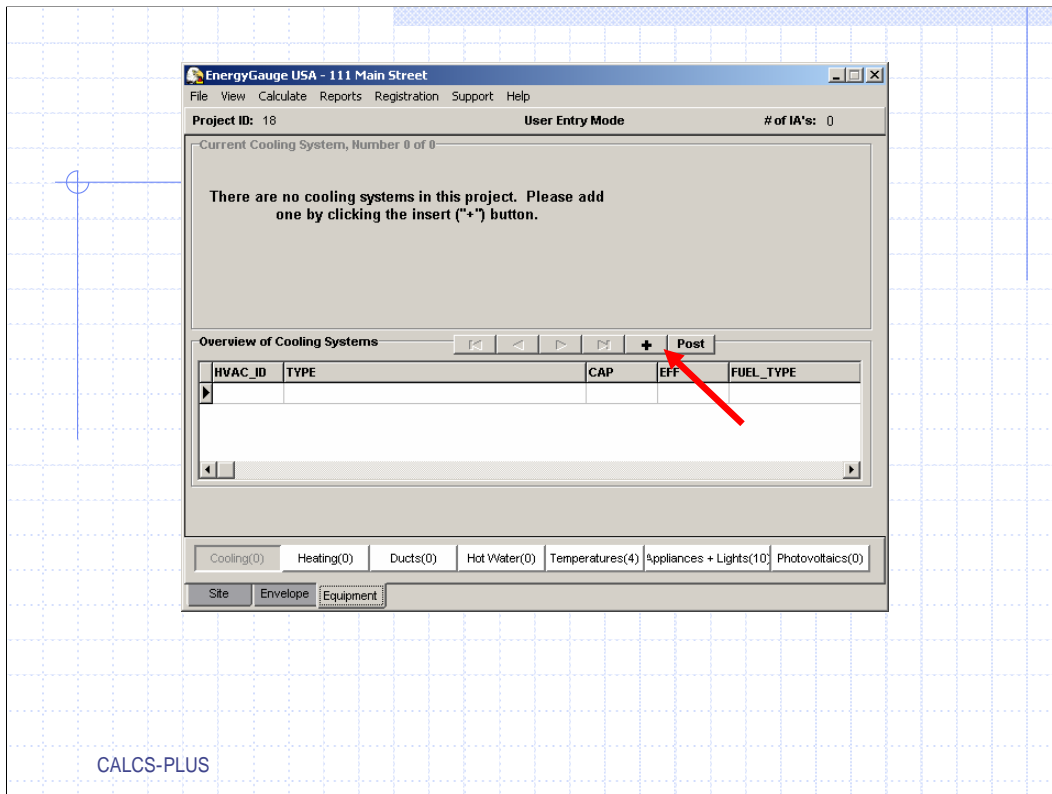 EnergyGauge USA - 111 Main Street
File View Calculate Reports Registration Support Help
Project ID: 18 User Entry Mode # of IA's: 0
Current Cooling System, Number 0 of 0
There are no cooling systems in this project. Please add
one by clicking the insert ("+") button.
Overview of Cooling Systems + Post
HVAC_ID TYPE CAP EFF FUEL_TYPE
Cooling(0) Heating(0) Ducts(0) Hot Water(0) Temperatures(4) Appliances + Lights(10) Photovoltaics(0)
Site Envelope Equipment
CALCS-PLUS